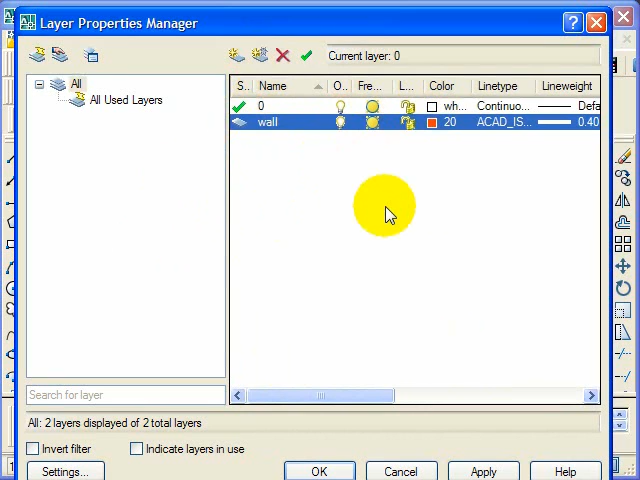 Layer Properties Manager
Current layer: 0
All
All Used Layers
S.. Name O.. Fre... L... Color Linetype Lineweight
0 wh... Continuo... Defa
wall 20 ACAD_IS... 0.40
Search for layer
All: 2 layers displayed of 2 total layers
Invert filter Indicate layers in use
Settings... OK Cancel Apply Help